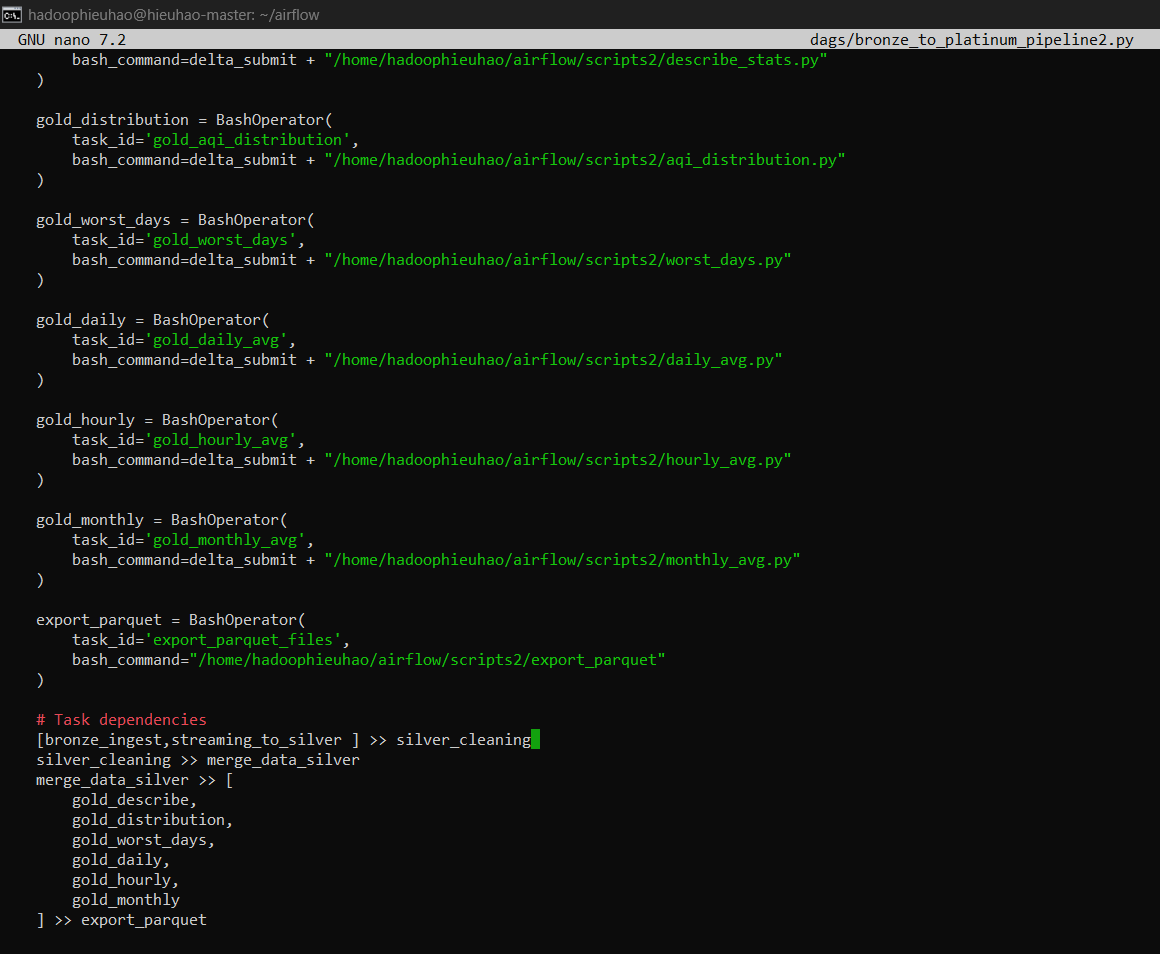 hadoophieuhao@hieuhao-master: ~/airflow
GNU nano 7.2 dags/bronze_to_platinum_pipeline2.py
        bash_command=delta_submit + "/home/hadoophieuhao/airflow/scripts2/describe_stats.py"
    )

    gold_distribution = BashOperator(
        task_id='gold_aqi_distribution',
        bash_command=delta_submit + "/home/hadoophieuhao/airflow/scripts2/aqi_distribution.py"
    )

    gold_worst_days = BashOperator(
        task_id='gold_worst_days',
        bash_command=delta_submit + "/home/hadoophieuhao/airflow/scripts2/worst_days.py"
    )

    gold_daily = BashOperator(
        task_id='gold_daily_avg',
        bash_command=delta_submit + "/home/hadoophieuhao/airflow/scripts2/daily_avg.py"
    )

    gold_hourly = BashOperator(
        task_id='gold_hourly_avg',
        bash_command=delta_submit + "/home/hadoophieuhao/airflow/scripts2/hourly_avg.py"
    )

    gold_monthly = BashOperator(
        task_id='gold_monthly_avg',
        bash_command=delta_submit + "/home/hadoophieuhao/airflow/scripts2/monthly_avg.py"
    )

    export_parquet = BashOperator(
        task_id='export_parquet_files',
        bash_command="/home/hadoophieuhao/airflow/scripts2/export_parquet"
    )

    # Task dependencies
    [bronze_ingest,streaming_to_silver ] >> silver_cleaning
    silver_cleaning >> merge_data_silver
    merge_data_silver >> [
        gold_describe,
        gold_distribution,
        gold_worst_days,
        gold_daily,
        gold_hourly,
        gold_monthly
    ] >> export_parquet